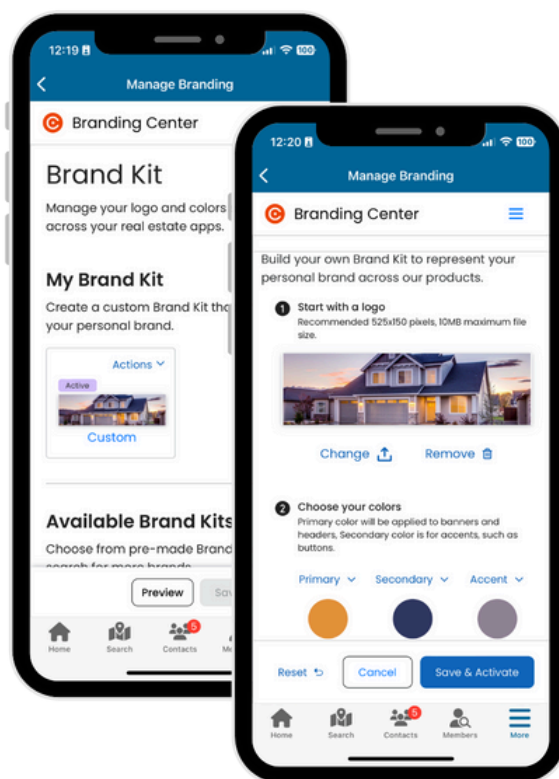 12:19
100
Manage Branding
Branding Center
Brand Kit
Manage your logo and colors
across your real estate apps.
My Brand Kit
Create a custom Brand Kit
your personal brand.
Actions
Active
Custom
Available Brand Kits
Choose from pre-made Brand
search for more brands
Preview
Home
Search
Contacts
5
12:20
100
Manage Branding
Branding Center
Build your own Brand Kit to represent your
personal brand across our products.
1 Start with a logo
Recommended 525x150 pixels, 10MB maximum file
size.
Change
Remove
2 Choose your colors
Primary color will be applied to banners and
headers, Secondary color is for accents, such as
buttons.
Primary
Secondary
Accent
Reset
Cancel
Save & Activate
Home
Search
Contacts
5
Members
More